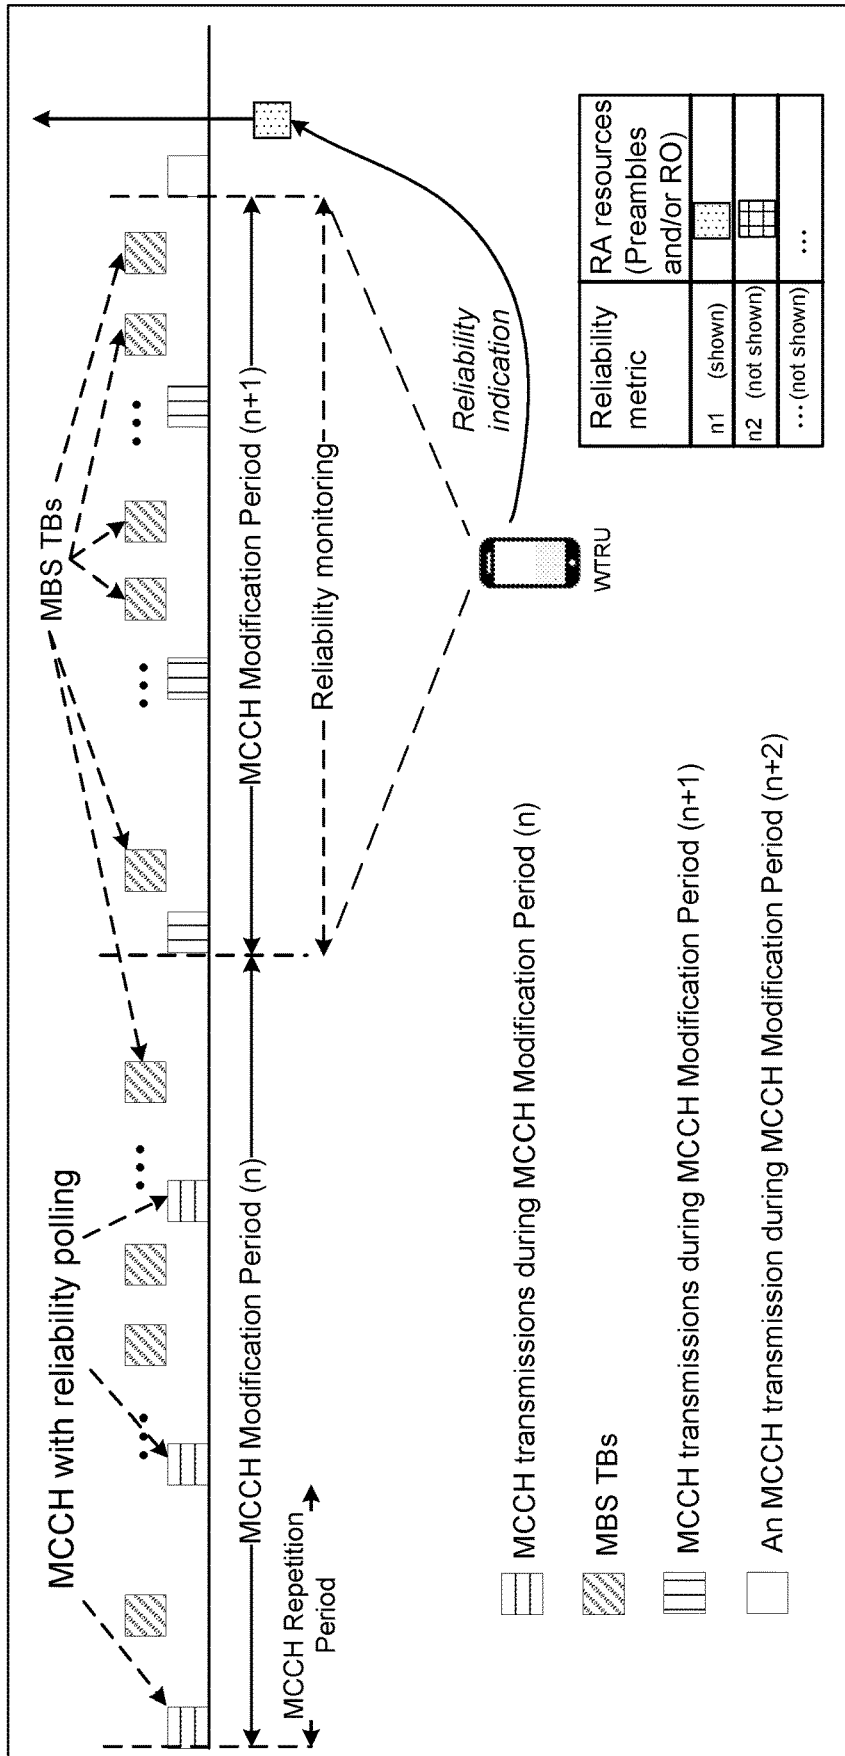 MCCH with reliability polling
MBS TBs
MCCH Modification Period (n)
MCCH Modification Period (n+1)
MCCH Repetition
Period
Reliability monitoring
Reliability
indication
WTRU
MCCH transmissions during MCCH Modification Period (n)
MBS TBs
MCCH transmissions during MCCH Modification Period (n+1)
An MCCH transmission during MCCH Modification Period (n+2)
Reliability
metric
RA resources
(Preambles
and/or RO)
n1 (shown)
n2 (not shown)
... (not shown)
...